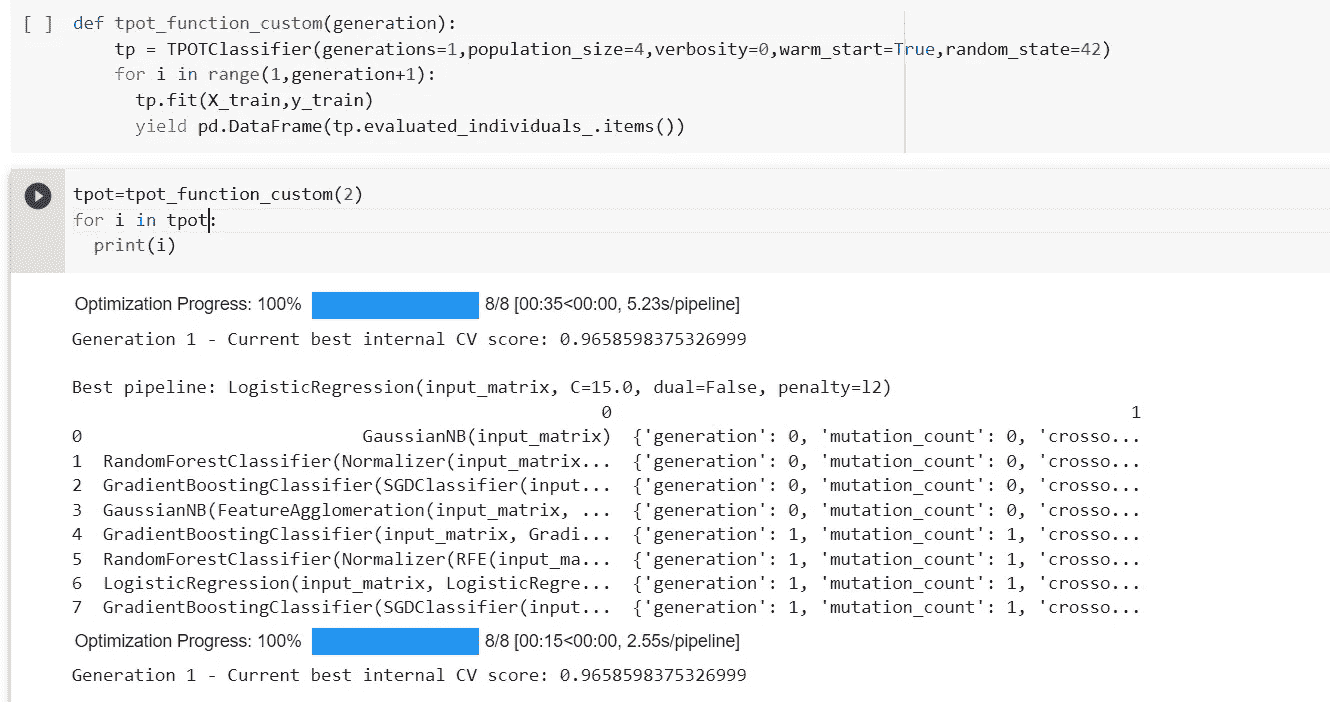 [ ] def tpot_function_custom(generation):
tp = TPOTClassifier(generations=1,population_size=4,verbosity=0,warm_start=True,random_state=42)
for i in range(1,generation+1):
tp.fit(X_train,y_train)
yield pd.DataFrame(tp.evaluated_individuals_.items())
tpot=tpot_function_custom(2)
for i in tpot:
print(i)
Optimization Progress: 100% 8/8 [00:35<00:00, 5.23s/pipeline]
Generation 1 - Current best internal CV score: 0.9658598375326999
Best pipeline: LogisticRegression(input_matrix, C=15.0, dual=False, penalty=l2)
0 1
0 GaussianNB(input_matrix) {'generation': 0, 'mutation_count': 0, 'crosso...
1 RandomForestClassifier(Normalizer(input_matrix... {'generation': 0, 'mutation_count': 0, 'crosso...
2 GradientBoostingClassifier(SGDClassifier(input... {'generation': 0, 'mutation_count': 0, 'crosso...
3 GaussianNB(FeatureAgglomeration(input_matrix, ... {'generation': 0, 'mutation_count': 0, 'crosso...
4 GradientBoostingClassifier(input_matrix, Gradi... {'generation': 1, 'mutation_count': 1, 'crosso...
5 RandomForestClassifier(Normalizer(RFE(input_ma... {'generation': 1, 'mutation_count': 1, 'crosso...
6 LogisticRegression(input_matrix, LogisticRegre... {'generation': 1, 'mutation_count': 1, 'crosso...
7 GradientBoostingClassifier(SGDClassifier(input... {'generation': 1, 'mutation_count': 1, 'crosso...
Optimization Progress: 100% 8/8 [00:15<00:00, 2.55s/pipeline]
Generation 1 - Current best internal CV score: 0.9658598375326999